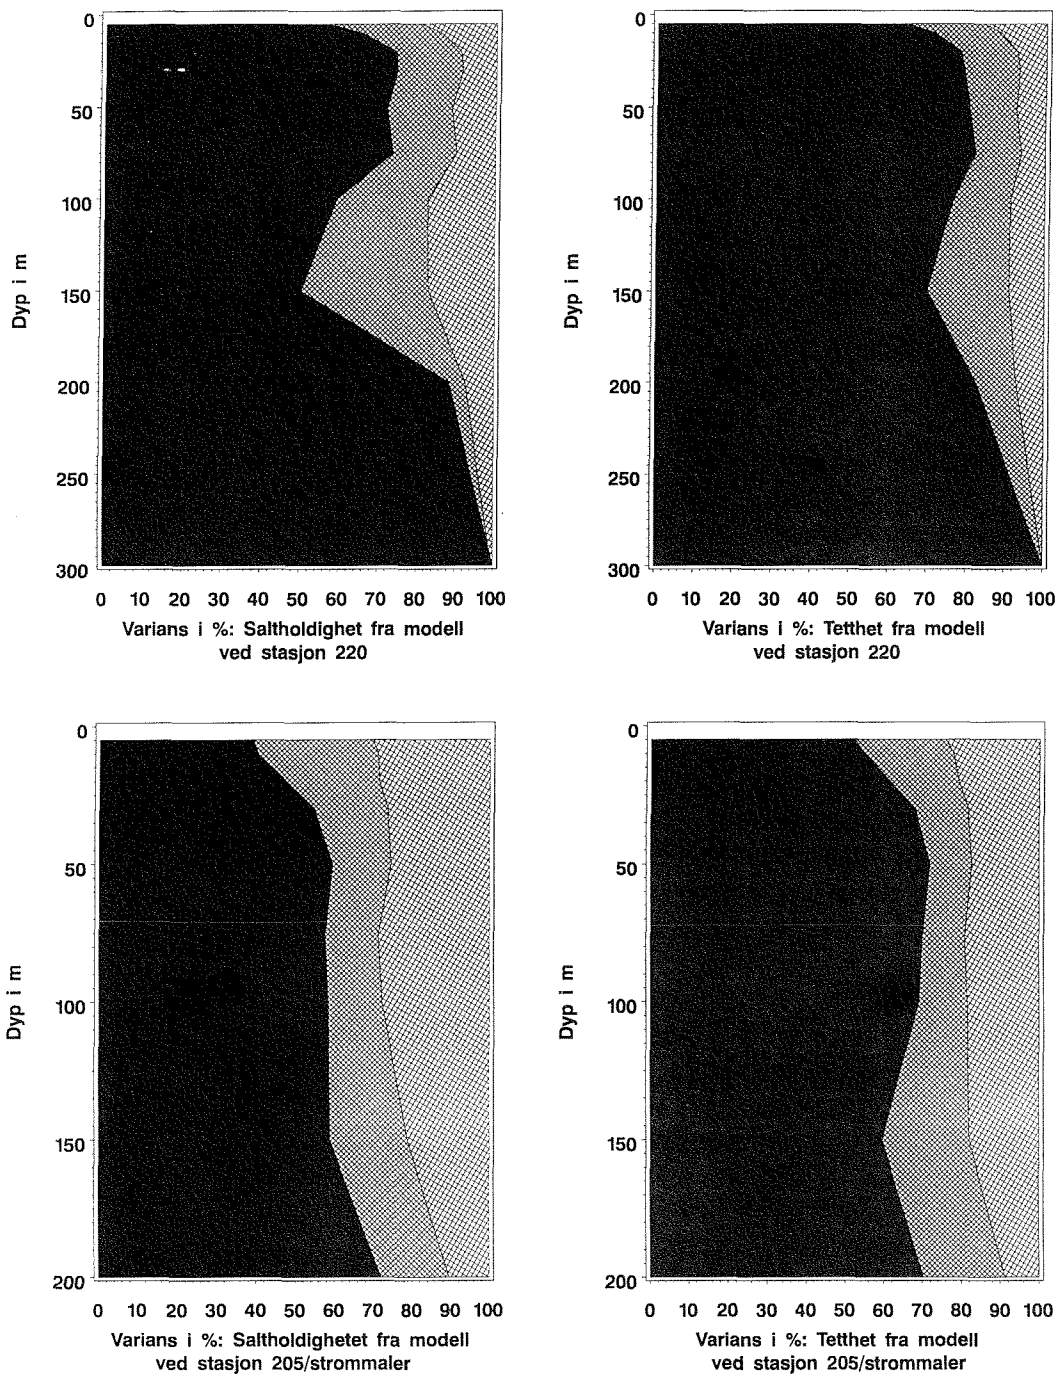 0
50
100
150
200
250
300
Dyp i m
0 10 20 30 40 50 60 70 80 90 100
Varians i %: Saltholdighet fra modell
ved stasjon 220
0
50
100
150
200
250
300
Dyp i m
0 10 20 30 40 50 60 70 80 90 100
Varians i %: Tetthet fra modell
ved stasjon 220
0
50
100
150
200
Dyp i m
0 10 20 30 40 50 60 70 80 90 100
Varians i %: Saltholdighetet fra modell
ved stasjon 205/strommaler
0
50
100
150
200
Dyp i m
0 10 20 30 40 50 60 70 80 90 100
Varians i %: Tetthet fra modell
ved stasjon 205/strommaler